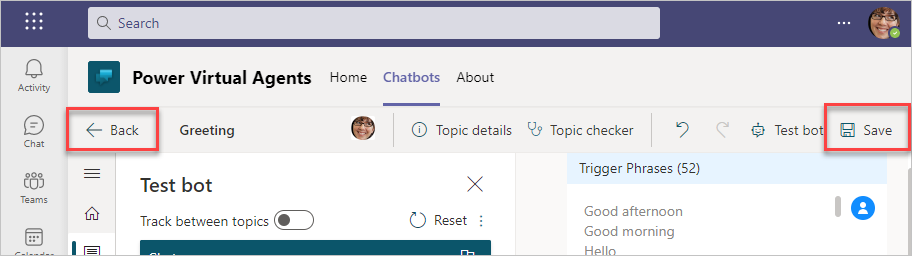 Search
Activity
Power Virtual Agents Home Chatbots About
Chat
Back Greeting Topic details Topic checker Test bot Save
Teams
Test bot
Track between topics Reset
Trigger Phrases (52)
Good afternoon
Good morning
Hello